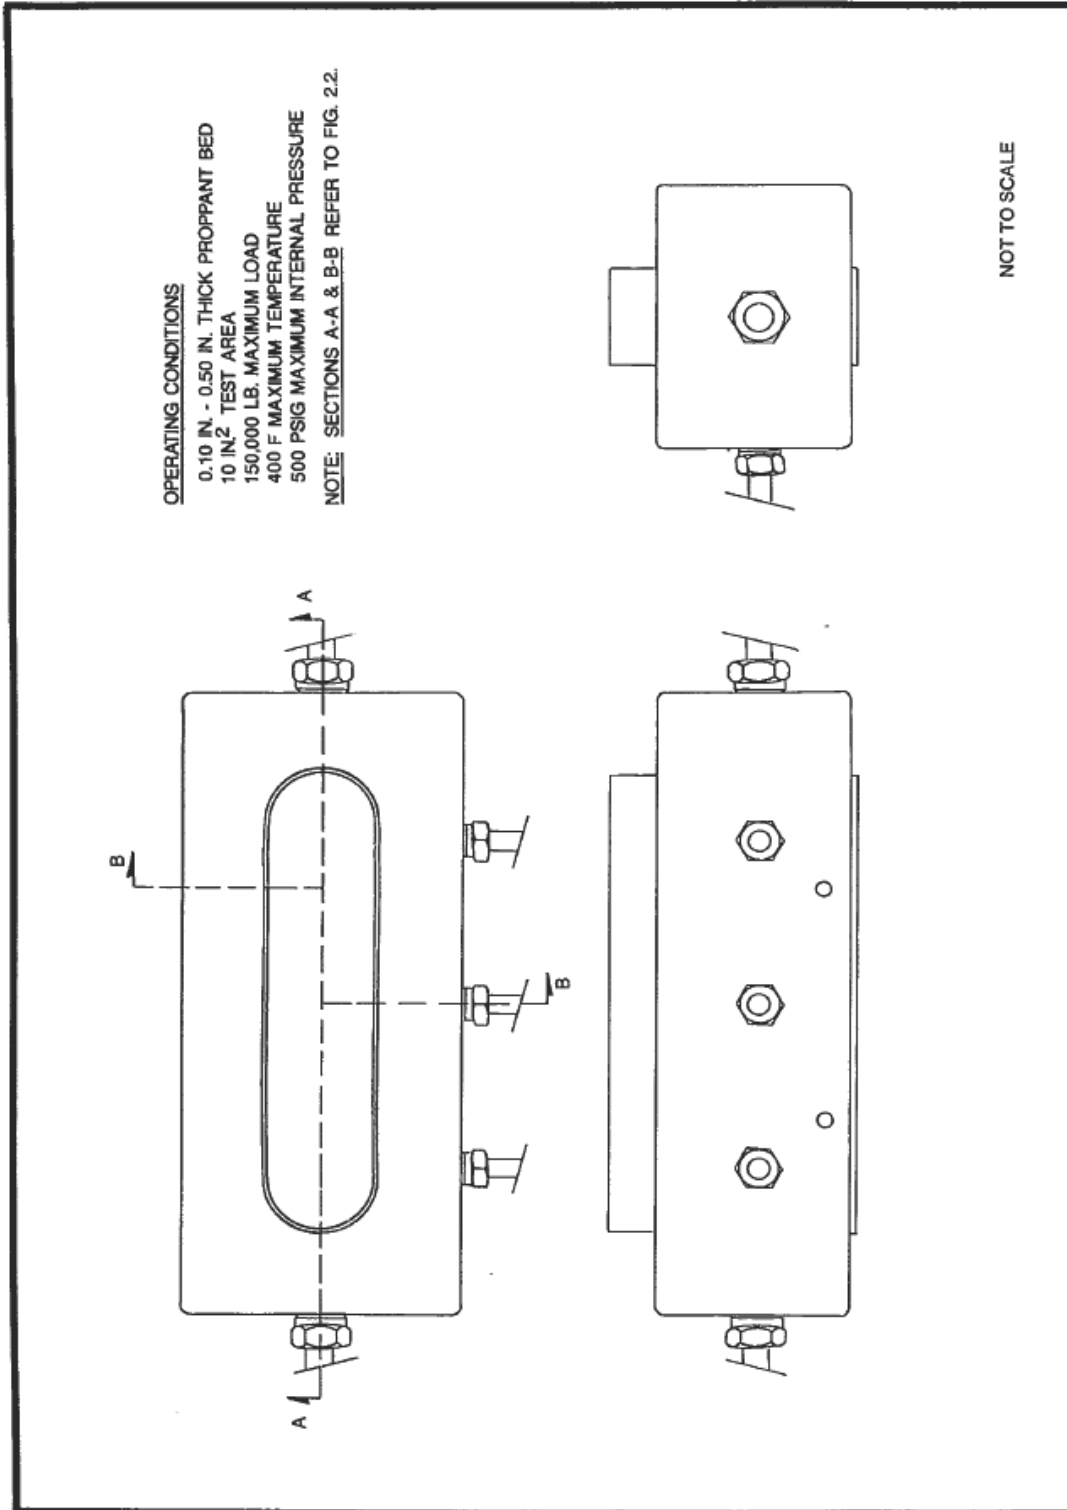 OPERATING CONDITIONS
0.10 IN. - 0.50 IN. THICK PROPPANT BED
10 IN.² TEST AREA
150,000 LB. MAXIMUM LOAD
400 F MAXIMUM TEMPERATURE
500 PSIG MAXIMUM INTERNAL PRESSURE
NOTE: SECTIONS A-A & B-B REFER TO FIG. 2.2.
A
A
B
B
NOT TO SCALE